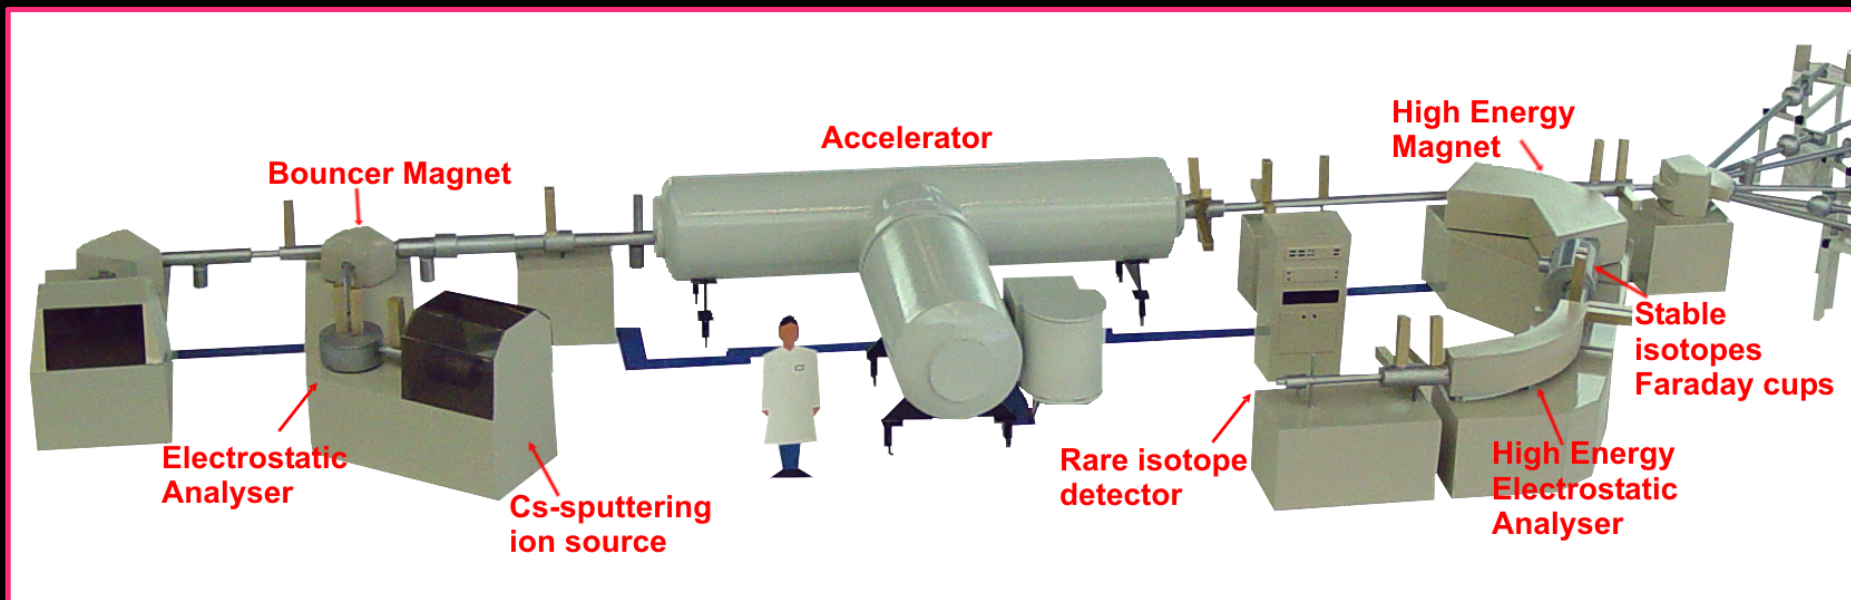 Accelerator
High Energy
Magnet
Bouncer Magnet
Stable
isotopes
Faraday cups
Electrostatic
Analyser
Rare isotope
detector
High Energy
Electrostatic
Analyser
Cs-sputtering
ion source